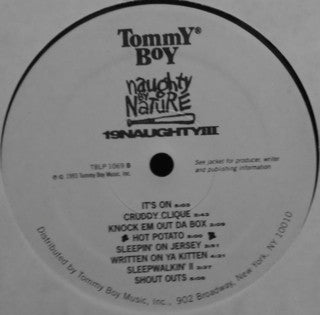 TOMMY® BOY
naughty
BY
NATURE
19NAUGHTYIII
TBLP 1069 B
℗ © 1993 Tommy Boy Music, Inc.
See jacket for producer, writer
and publishing information
IT'S ON
CRUDDY CLIQUE
KNOCK EM OUT DA BOX
HOT POTATO
SLEEPIN' ON JERSEY
WRITTEN ON YA KITTEN
SLEEPWALKIN' II
SHOUT OUTS
Distributed by Tommy Boy Music, Inc., 902 Broadway, New York, NY 10010